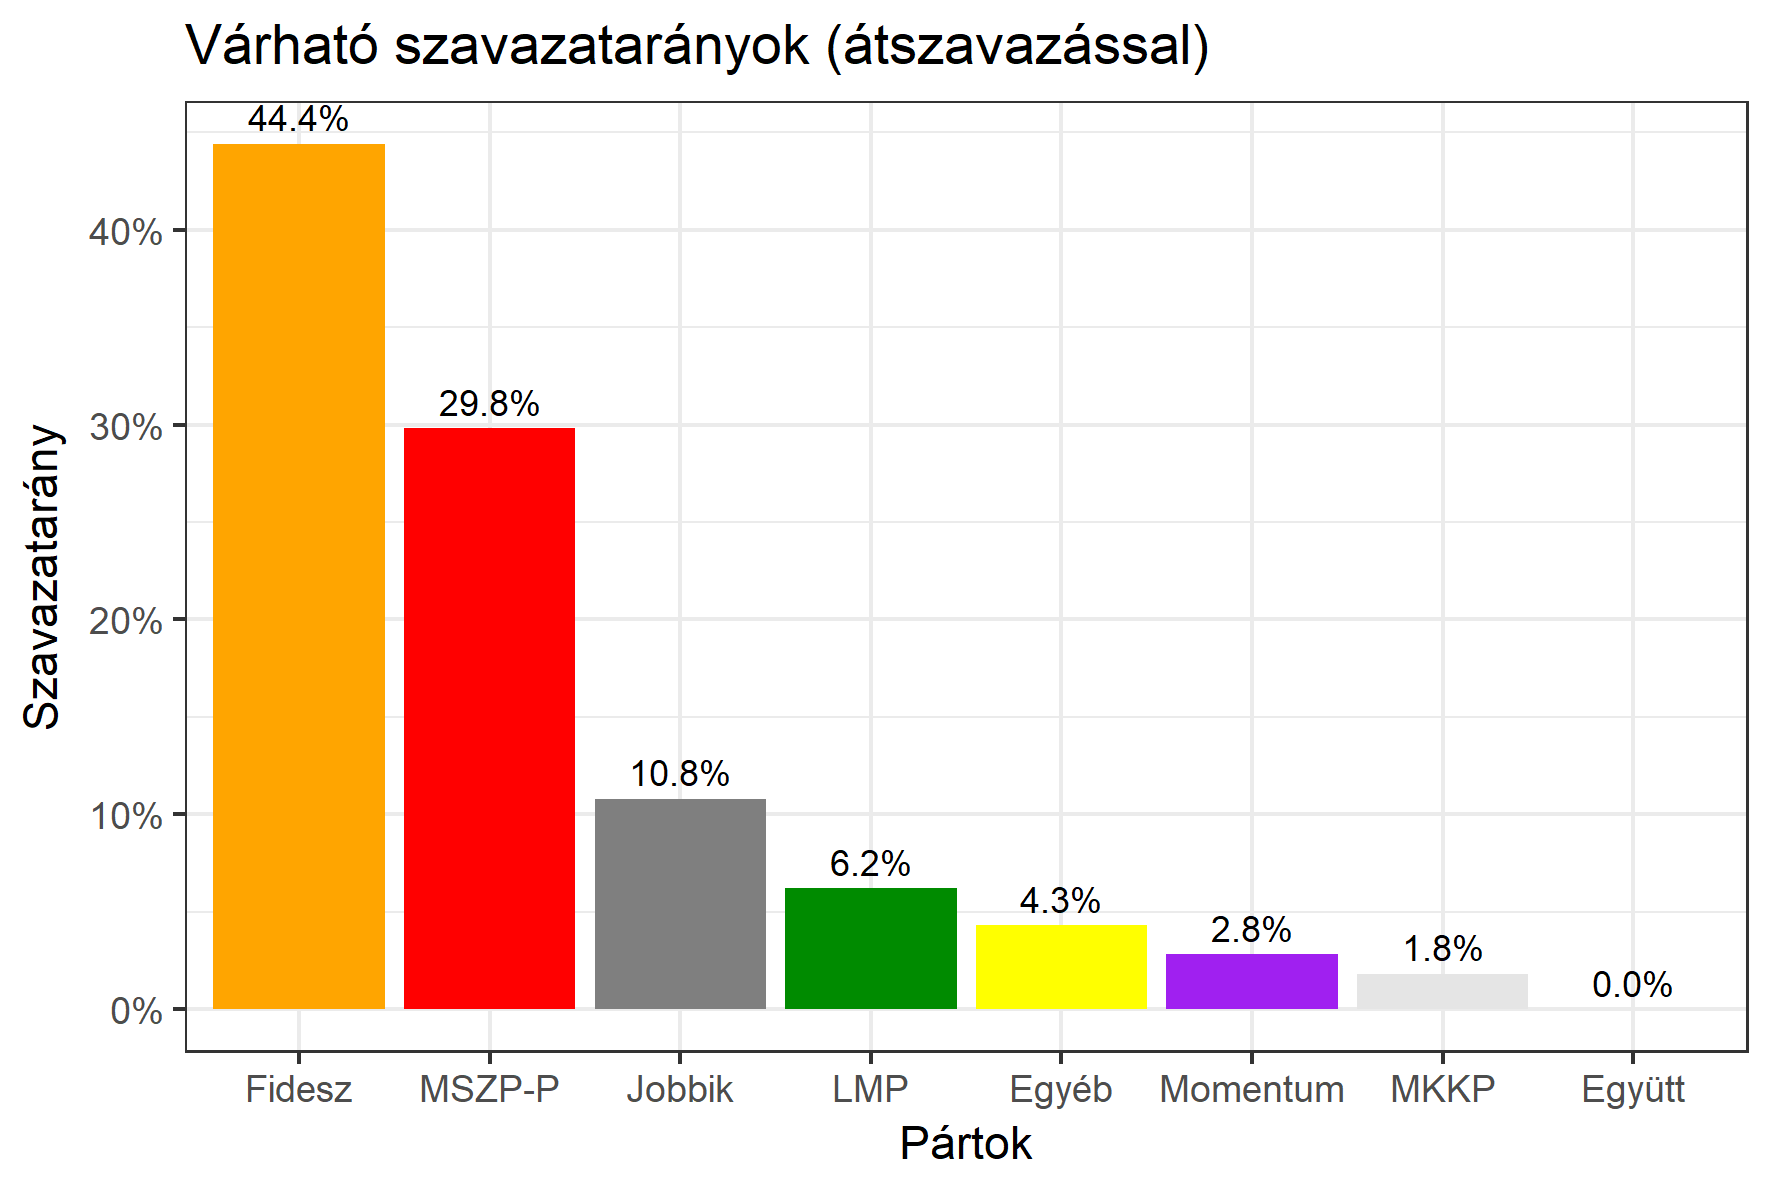 Várható szavazatarányok (átszavazással)
Szavazatarány
40%
30%
20%
10%
0%
44.4%
29.8%
10.8%
6.2%
4.3%
2.8%
1.8%
0.0%
Fidesz
MSZP-P
Jobbik
LMP
Egyéb
Momentum
MKKP
Együtt
Pártok